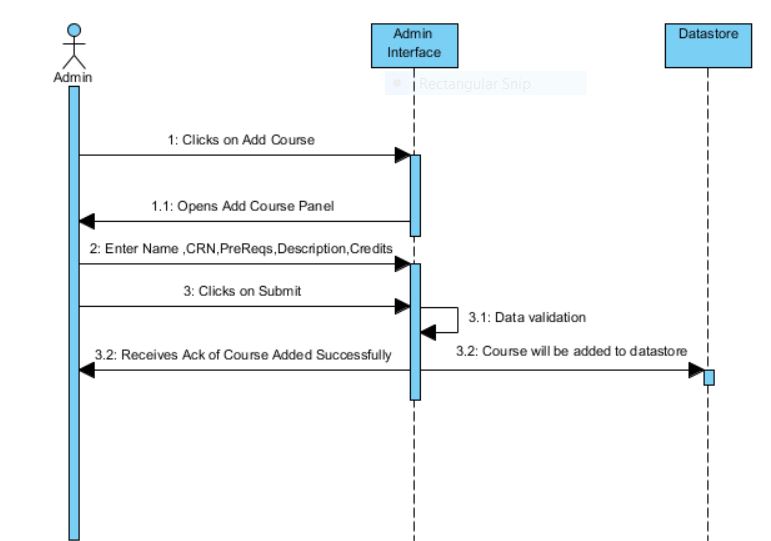 Admin
Admin
Interface
Datastore
Rectangular Snip
1: Clicks on Add Course
1.1: Opens Add Course Panel
2: Enter Name ,CRN,PreReqs,Description,Credits
3: Clicks on Submit
3.1: Data validation
3.2: Receives Ack of Course Added Successfully
3.2: Course will be added to datastore